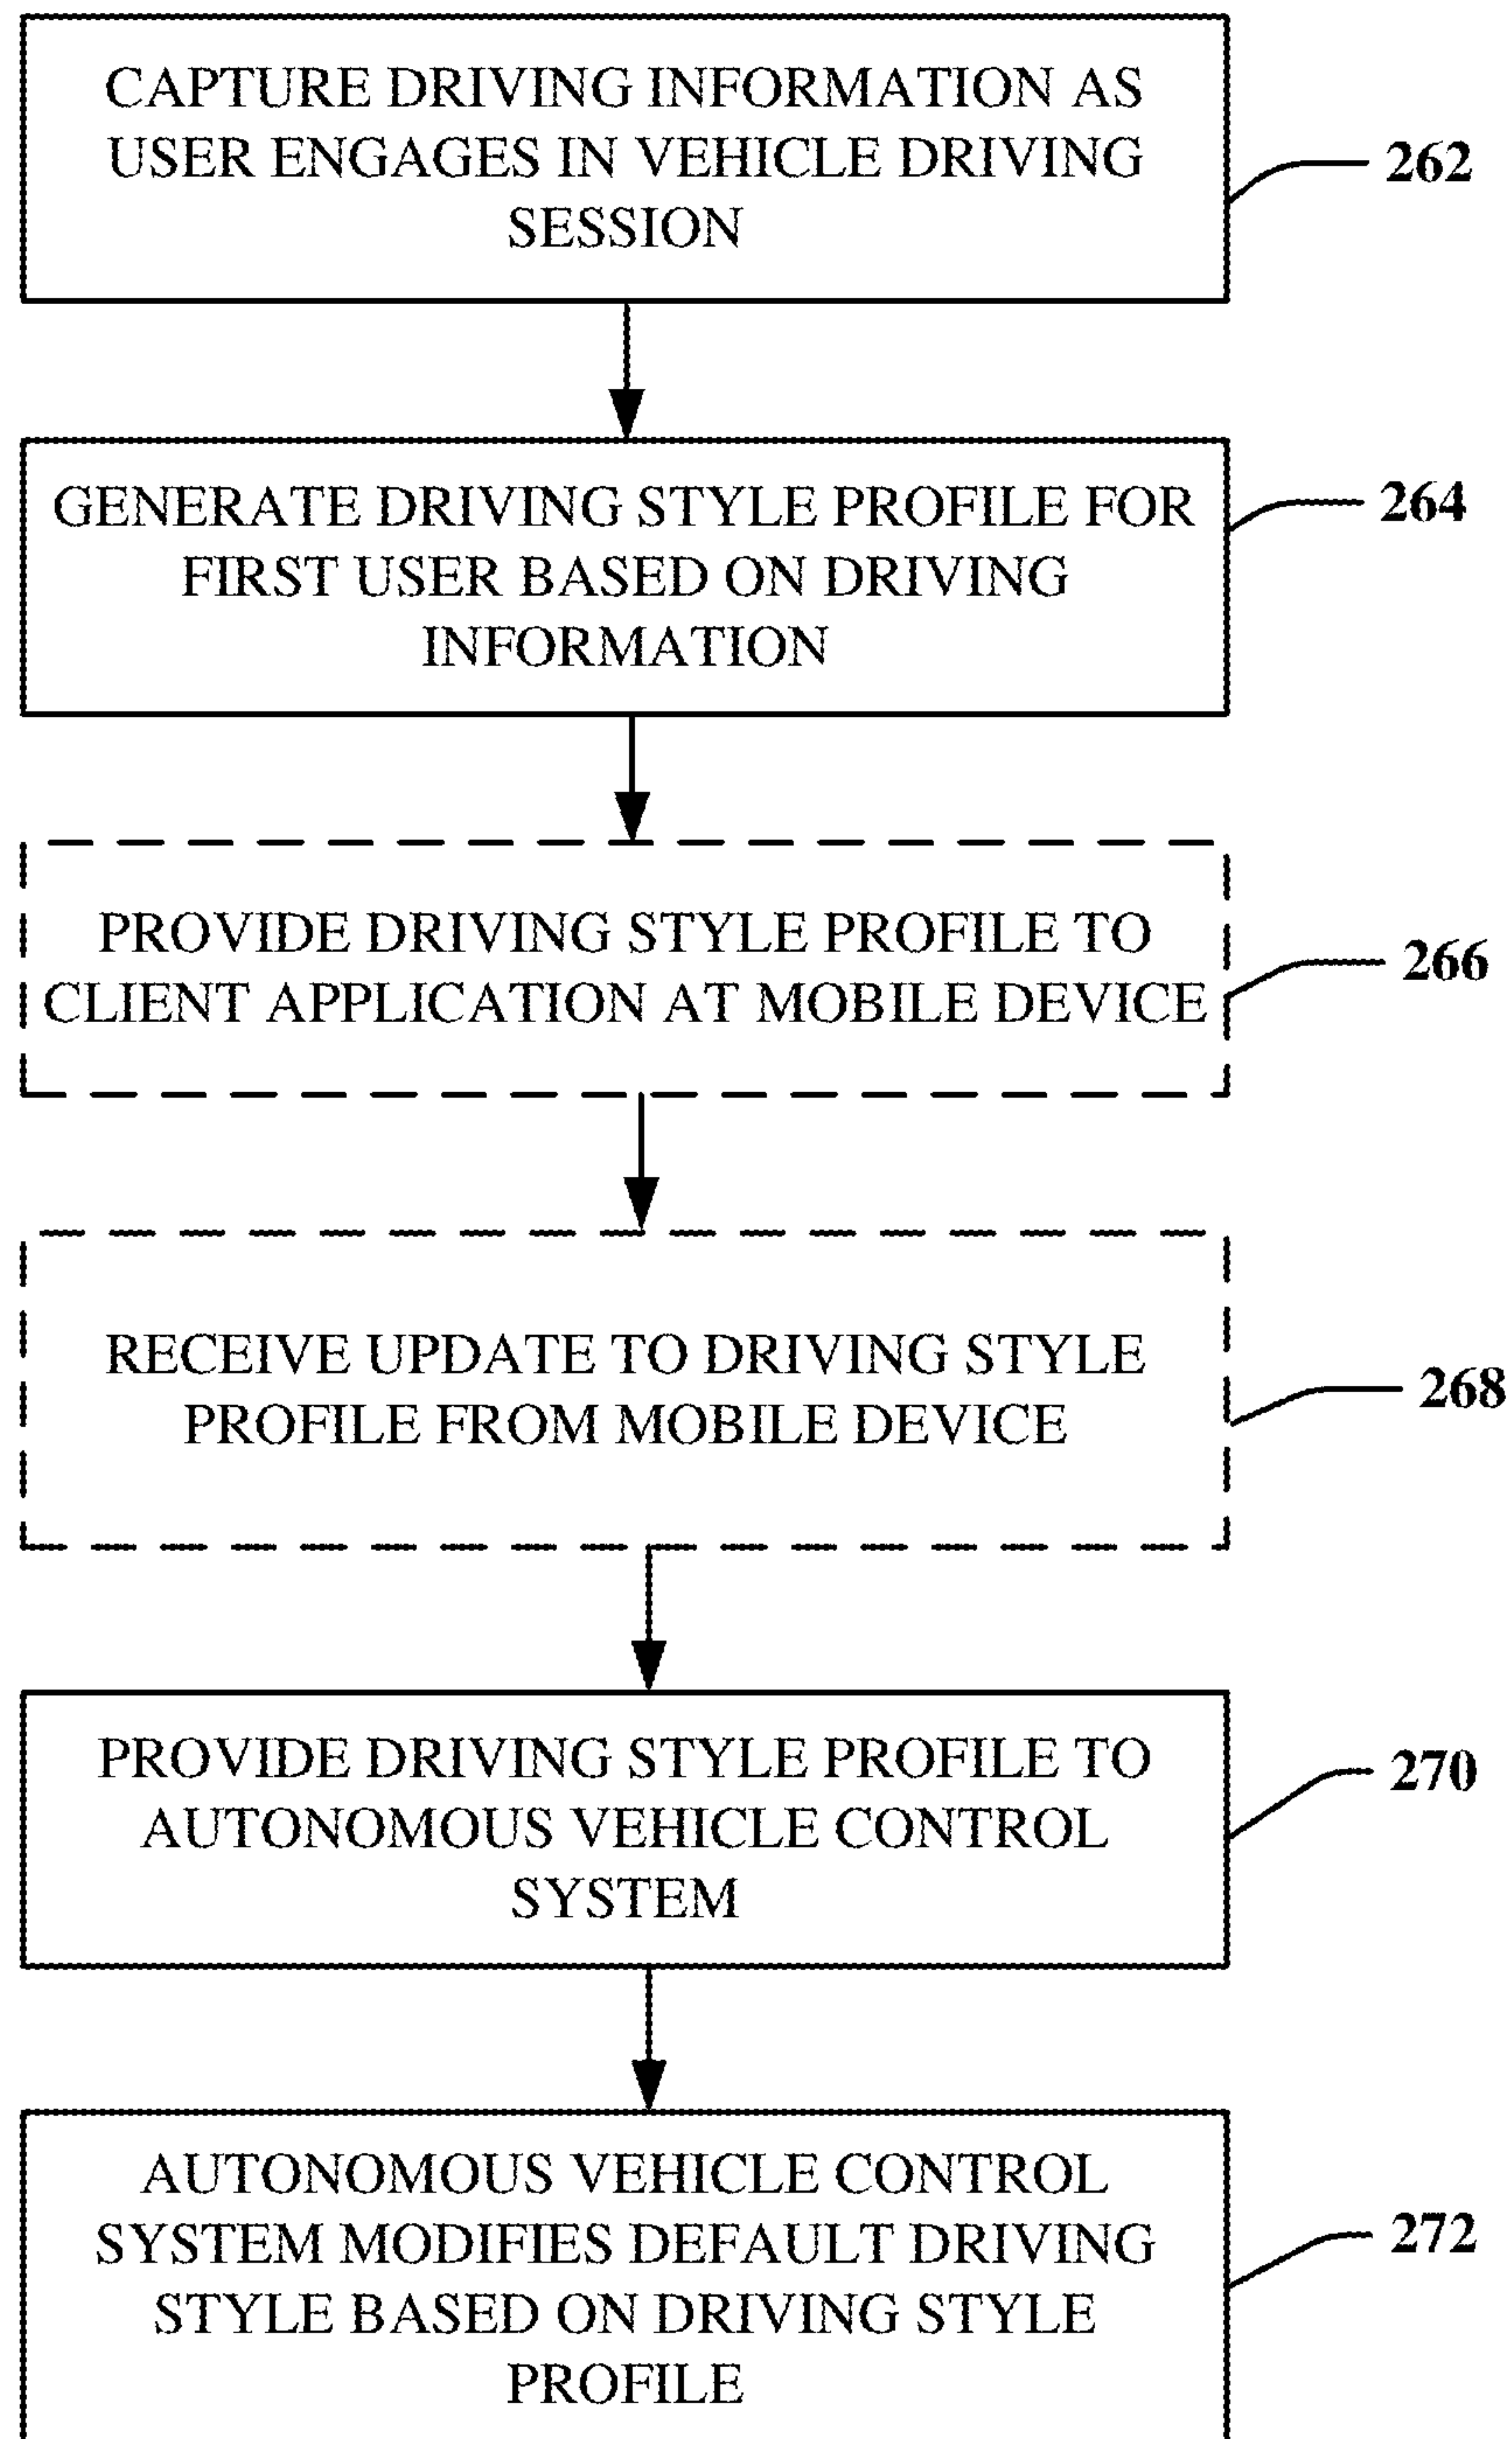 CAPTURE DRIVING INFORMATION AS
USER ENGAGES IN VEHICLE DRIVING
SESSION
262
GENERATE DRIVING STYLE PROFILE FOR
FIRST USER BASED ON DRIVING
INFORMATION
264
PROVIDE DRIVING STYLE PROFILE TO
CLIENT APPLICATION AT MOBILE DEVICE
266
RECEIVE UPDATE TO DRIVING STYLE
PROFILE FROM MOBILE DEVICE
268
PROVIDE DRIVING STYLE PROFILE TO
AUTONOMOUS VEHICLE CONTROL
SYSTEM
270
AUTONOMOUS VEHICLE CONTROL
SYSTEM MODIFIES DEFAULT DRIVING
STYLE BASED ON DRIVING STYLE
PROFILE
272